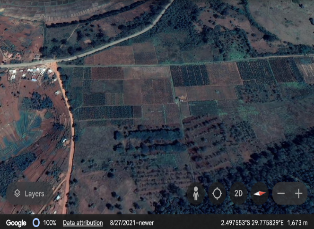 Layers
2D
Google 100% Data attribution 8/27/2021–newer 2.497553°S 29.775829°E 1,673 m